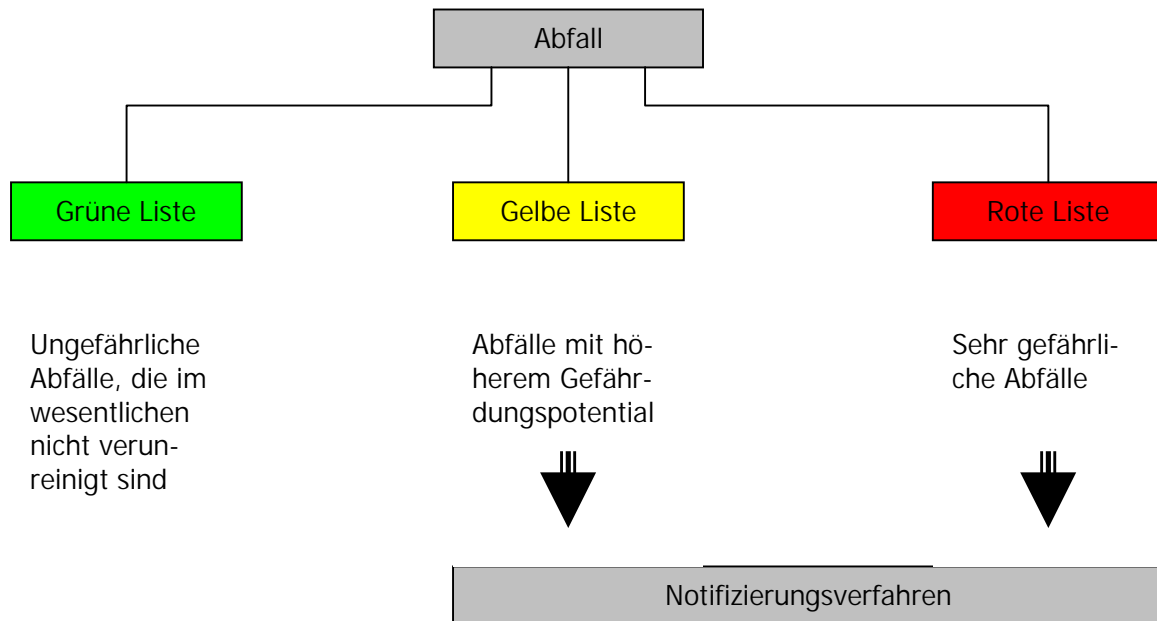 Abfall
Grüne Liste
Gelbe Liste
Rote Liste
Ungefährliche
Abfälle, die im
wesentlichen
nicht verun-
reinigt sind
Abfälle mit hö-
herem Gefähr-
dungspotential
Sehr gefährli-
che Abfälle
Notifizierungsverfahren